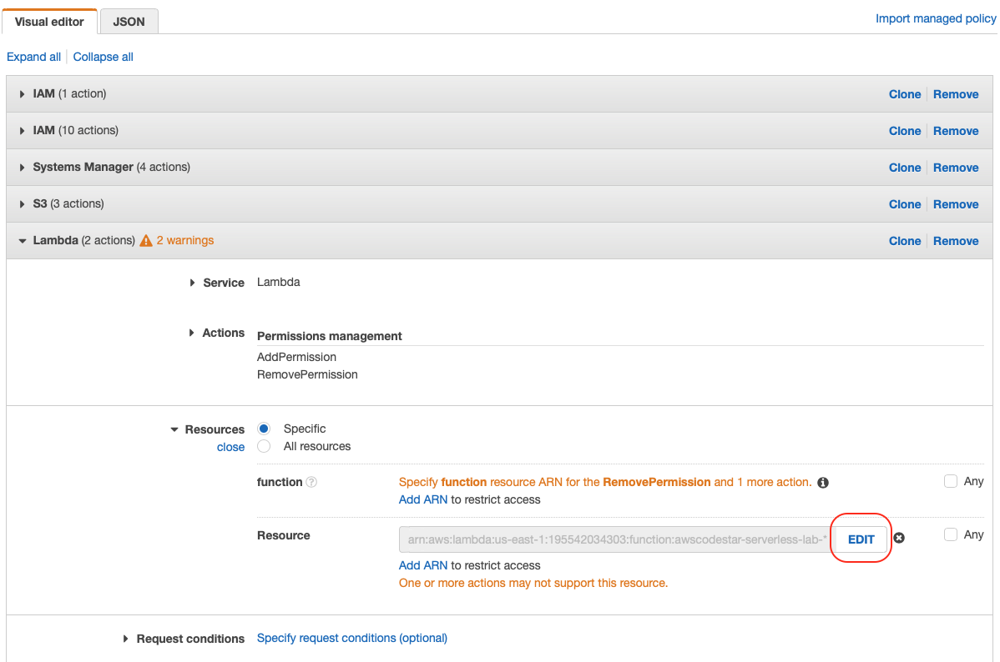 Visual editor JSON Import managed policy
Expand all Collapse all
IAM (1 action) Clone Remove
IAM (10 actions) Clone Remove
Systems Manager (4 actions) Clone Remove
S3 (3 actions) Clone Remove
Lambda (2 actions) 2 warnings Clone Remove
Service Lambda
Actions Permissions management
AddPermission
RemovePermission
Resources Specific
close All resources
function ? Specify function resource ARN for the RemovePermission and 1 more action. Any
Add ARN to restrict access
Resource arn:aws:lambda:us-east-1:195542034303:function:awscodestar-serverless-lab-* EDIT Any
Add ARN to restrict access
One or more actions may not support this resource.
Request conditions Specify request conditions (optional)